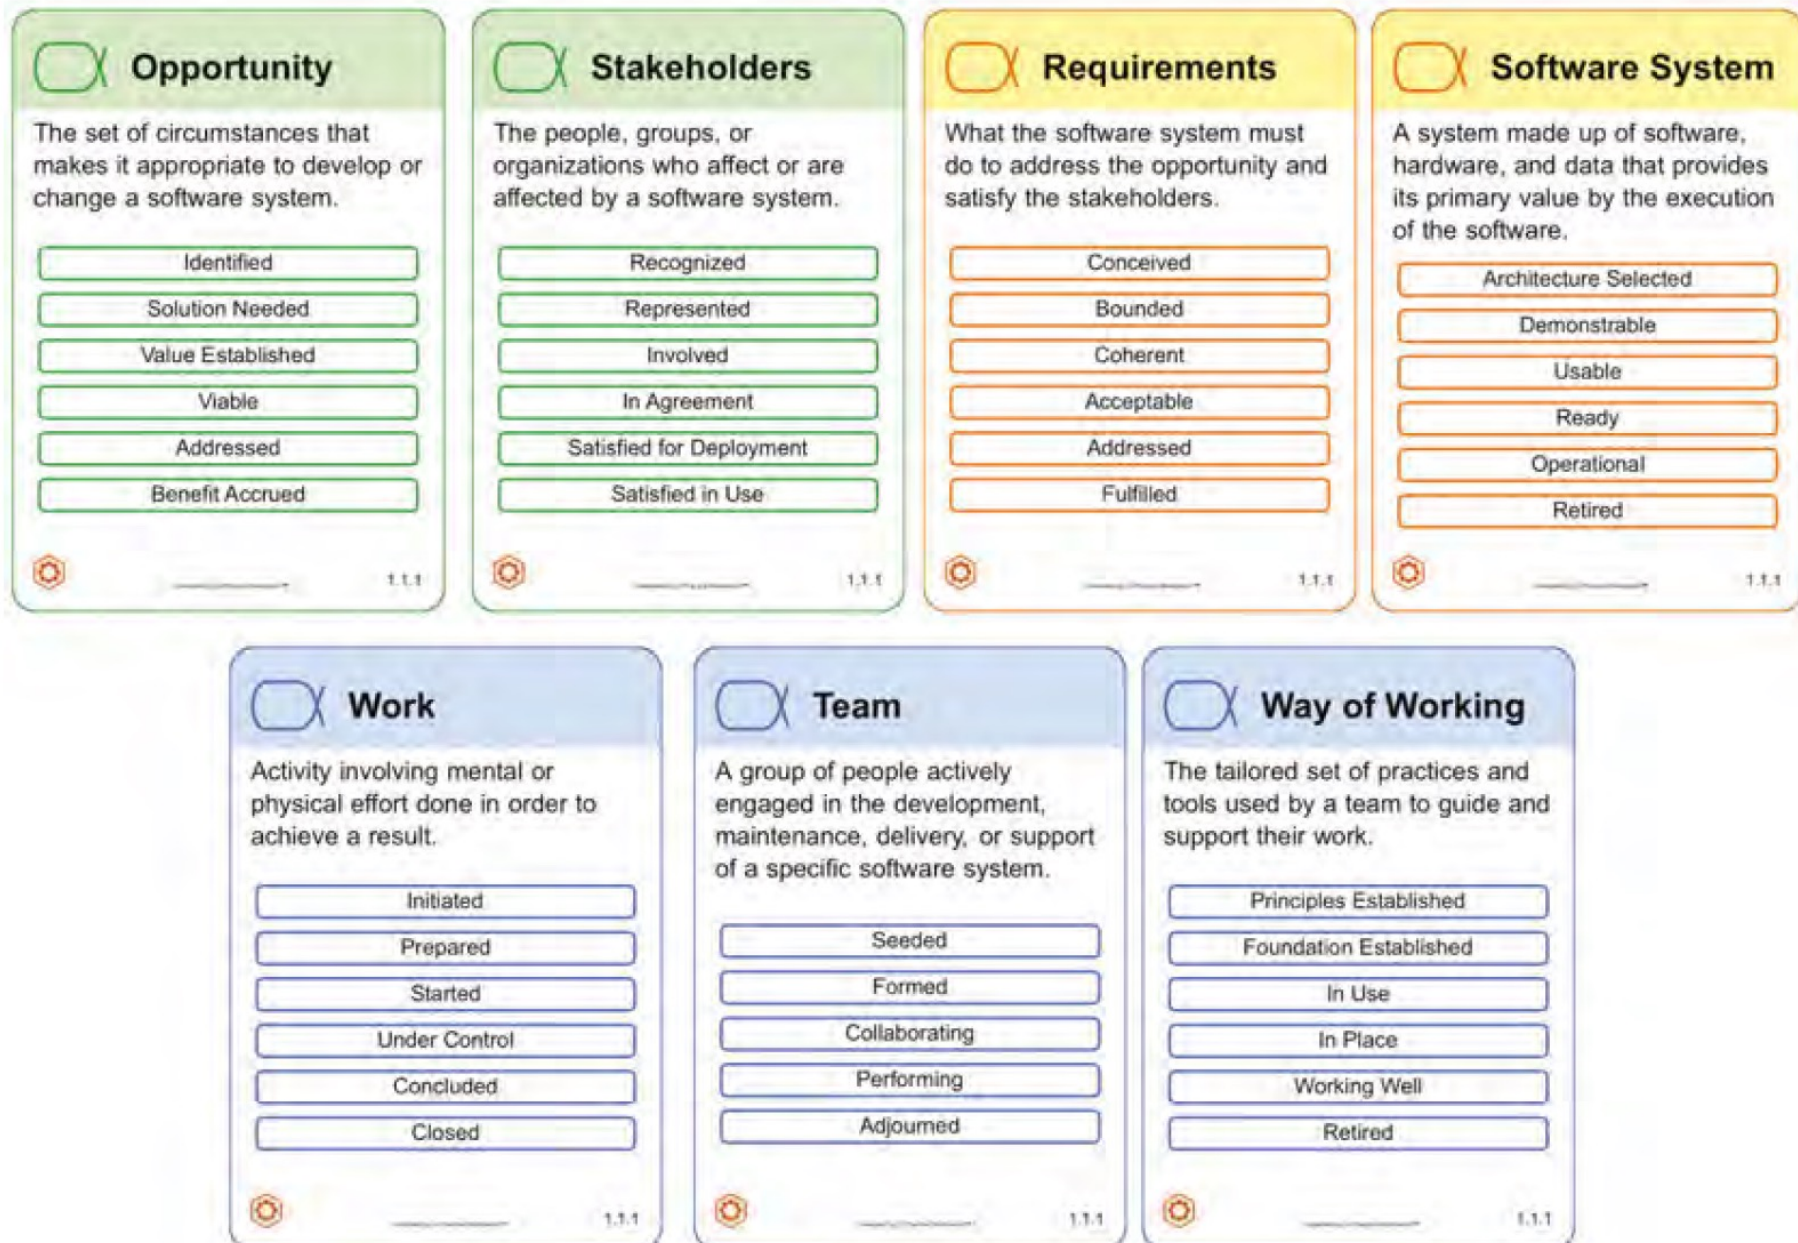 Opportunity
The set of circumstances that
makes it appropriate to develop or
change a software system.
Identified
Solution Needed
Value Established
Viable
Addressed
Benefit Accrued
1.1.1
Stakeholders
The people, groups, or
organizations who affect or are
affected by a software system.
Recognized
Represented
Involved
In Agreement
Satisfied for Deployment
Satisfied in Use
1.1.1
Requirements
What the software system must
do to address the opportunity and
satisfy the stakeholders.
Conceived
Bounded
Coherent
Acceptable
Addressed
Fulfilled
1.1.1
Software System
A system made up of software,
hardware, and data that provides
its primary value by the execution
of the software.
Architecture Selected
Demonstrable
Usable
Ready
Operational
Retired
1.1.1
Work
Activity involving mental or
physical effort done in order to
achieve a result.
Initiated
Prepared
Started
Under Control
Concluded
Closed
1.1.1
Team
A group of people actively
engaged in the development,
maintenance, delivery, or support
of a specific software system.
Seeded
Formed
Collaborating
Performing
Adjourned
1.1.1
Way of Working
The tailored set of practices and
tools used by a team to guide and
support their work.
Principles Established
Foundation Established
In Use
In Place
Working Well
Retired
1.1.1